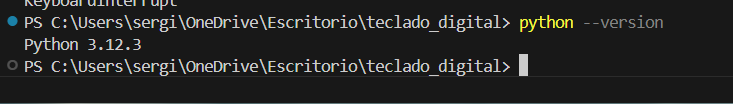 KeyboardInterrupt
PS C:\Users\sergi\OneDrive\Escritorio\teclado_digital> python --version
Python 3.12.3
PS C:\Users\sergi\OneDrive\Escritorio\teclado_digital>